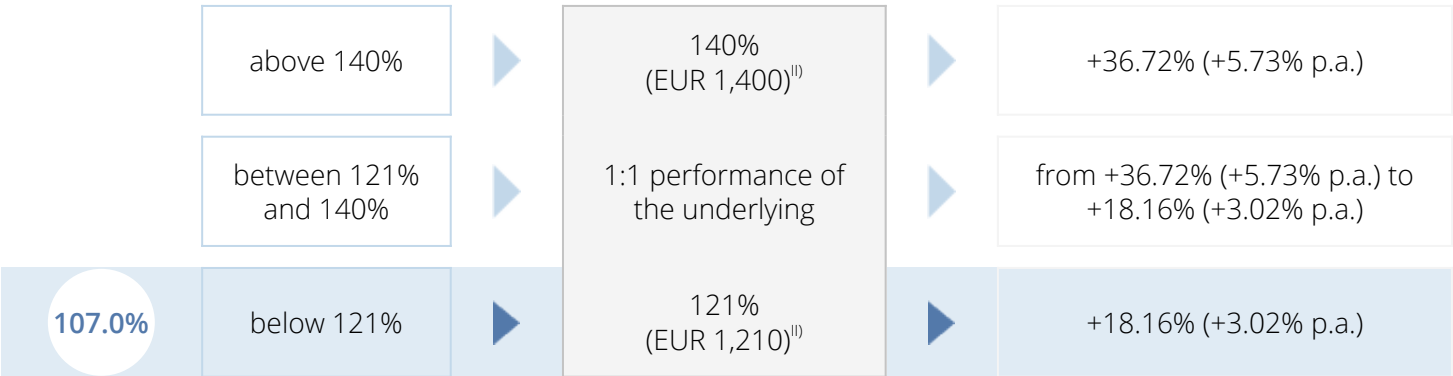 above 140%
140%
(EUR 1,400)II)
+36.72% (+5.73% p.a.)
between 121%
and 140%
1:1 performance of
the underlying
from +36.72% (+5.73% p.a.) to
+18.16% (+3.02% p.a.)
107.0%
below 121%
121%
(EUR 1,210)II)
+18.16% (+3.02% p.a.)